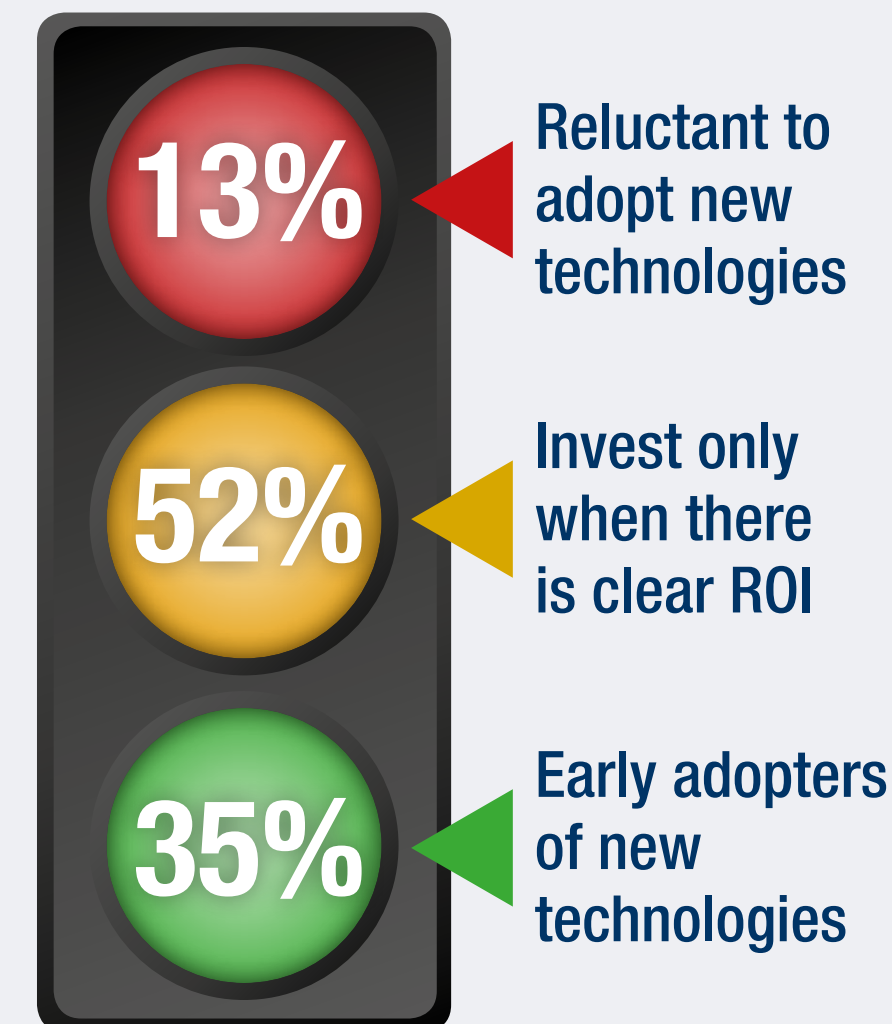 13%
Reluctant to
adopt new
technologies
52%
Invest only
when there
is clear ROI
35%
Early adopters
of new
technologies